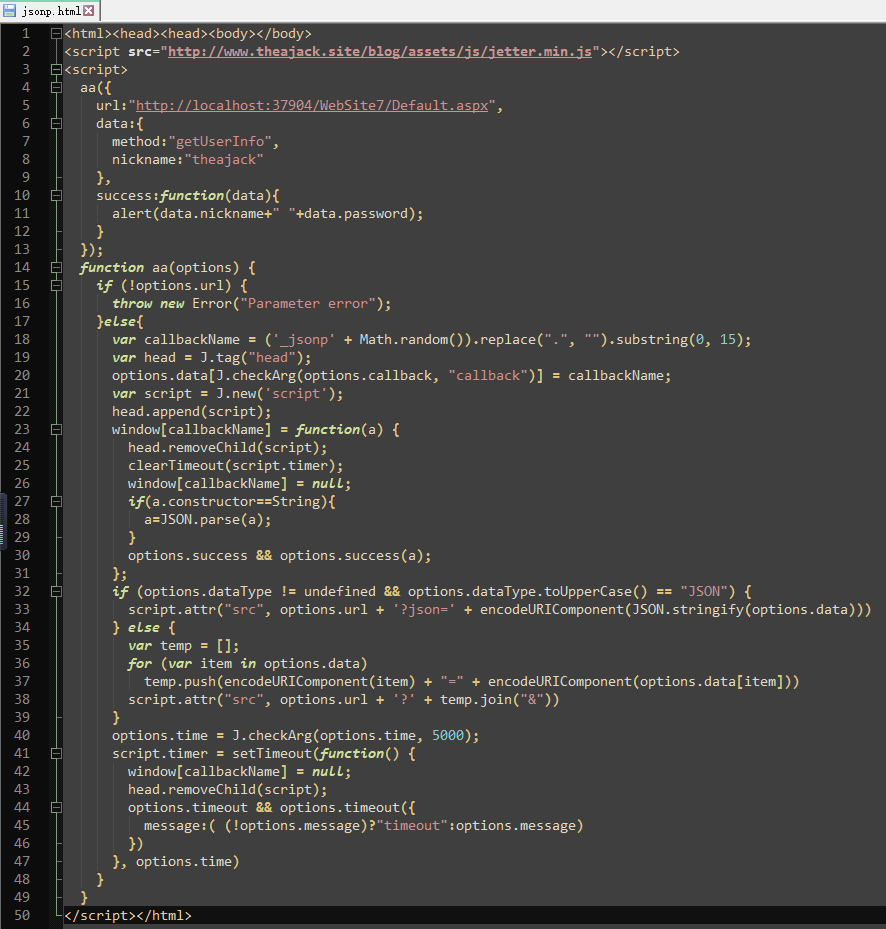 jsonp.html
1 <html><head><head><body></body>
2 <script src="http://www.theajack.site/blog/assets/js/jetter.min.js"></script>
3 <script>
4 aa({
5 url:"http://localhost:37904/WebSite7/Default.aspx",
6 data:{
7 method:"getUserInfo",
8 nickname:"theajack"
9 },
10 success:function(data){
11 alert(data.nickname+" "+data.password);
12 }
13 });
14 function aa(options) {
15 if (!options.url) {
16 throw new Error("Parameter error");
17 }else{
18 var callbackName = ('_jsonp' + Math.random()).replace(".", "").substring(0, 15);
19 var head = J.tag("head");
20 options.data[J.checkArg(options.callback, "callback")] = callbackName;
21 var script = J.new('script');
22 head.append(script);
23 window[callbackName] = function(a) {
24 head.removeChild(script);
25 clearTimeout(script.timer);
26 window[callbackName] = null;
27 if(a.constructor==String){
28 a=JSON.parse(a);
29 }
30 options.success && options.success(a);
31 };
32 if (options.dataType != undefined && options.dataType.toUpperCase() == "JSON") {
33 script.attr("src", options.url + '?json=' + encodeURIComponent(JSON.stringify(options.data)))
34 } else {
35 var temp = [];
36 for (var item in options.data)
37 temp.push(encodeURIComponent(item) + "=" + encodeURIComponent(options.data[item]))
38 script.attr("src", options.url + '?' + temp.join("&"))
39 }
40 options.time = J.checkArg(options.time, 5000);
41 script.timer = setTimeout(function() {
42 window[callbackName] = null;
43 head.removeChild(script);
44 options.timeout && options.timeout({
45 message:( (!options.message)?"timeout":options.message)
46 })
47 }, options.time)
48 }
49 }
50 </script></html>